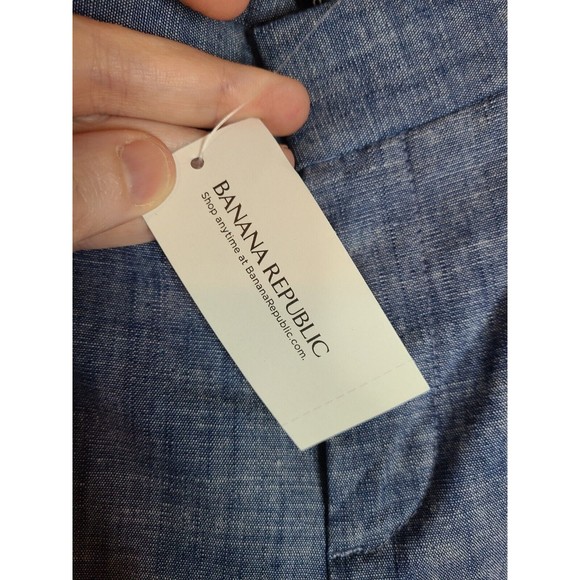 BANANA REPUBLIC
Shop anytime at BananaRepublic.com.